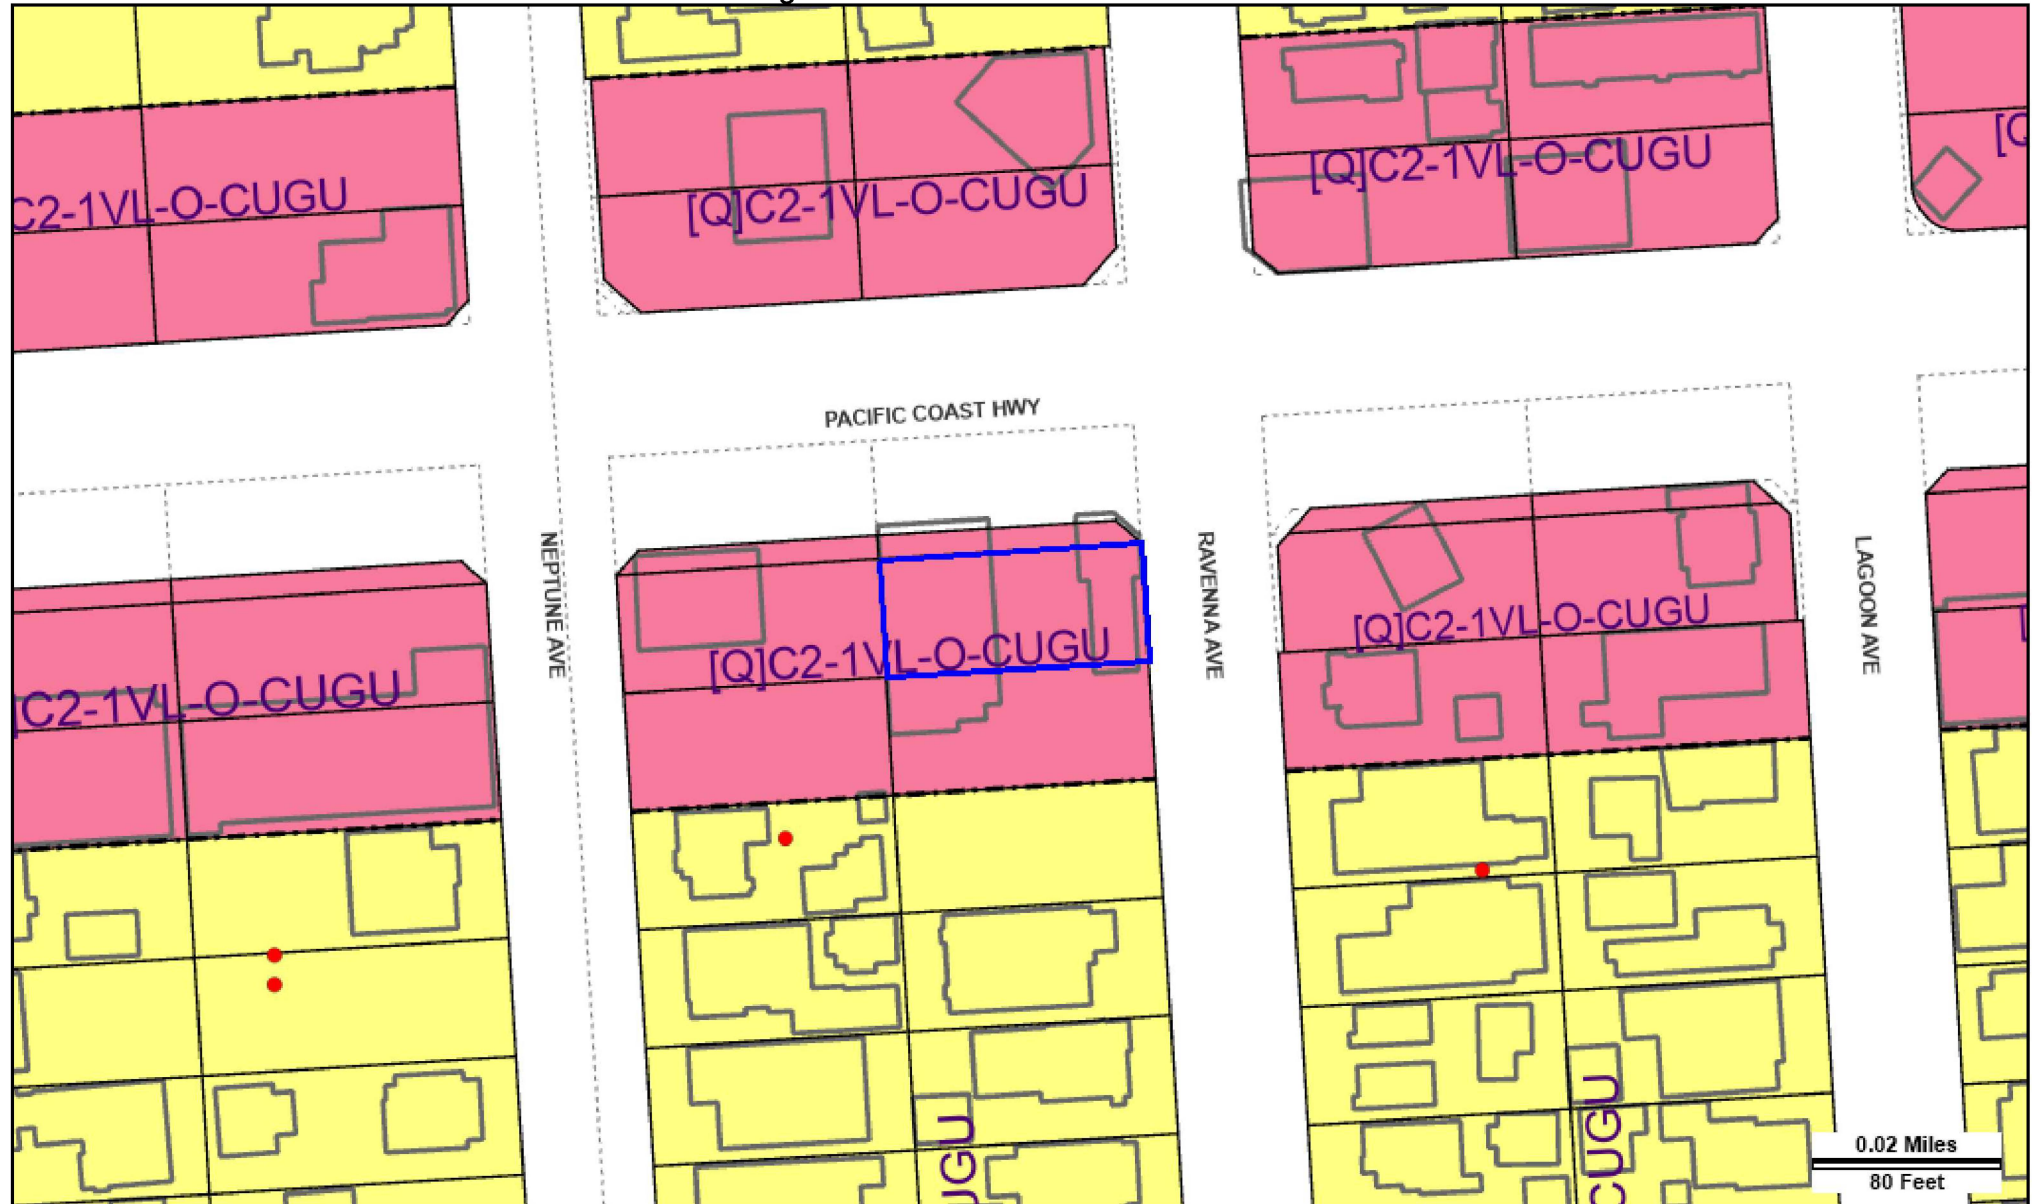 [Q
[Q]C2-1VL-O-CUGU
C2-1VL-O-CUGU
[Q]C2-1VL-O-CUGU
PACIFIC COAST HWY
NEPTUNE AVE
RAVENNA AVE
LAGOON AVE
[Q]C2-1VL-O-CUGU
[Q]C2-1VL-O-CUGU
]C2-1VL-O-CUGU
UGU
CUGU
0.02 Miles
80 Feet